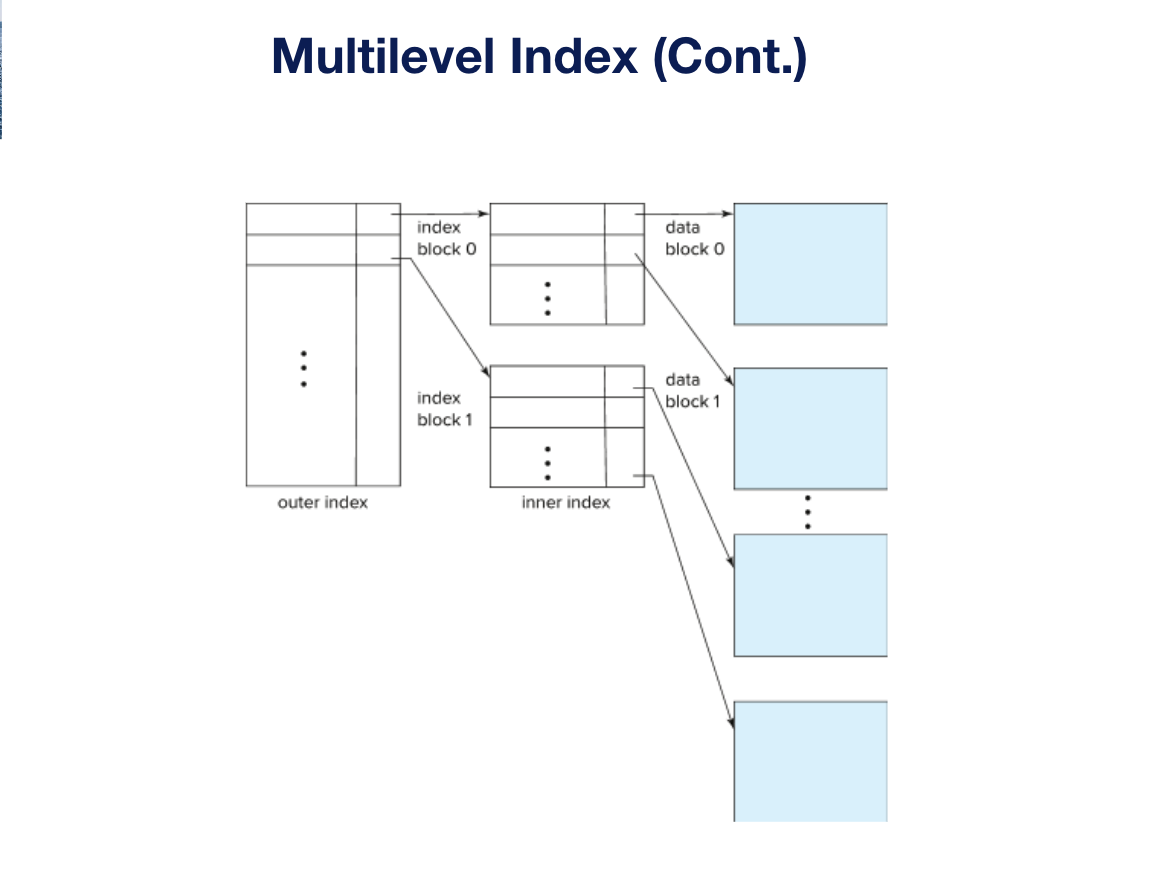 Multilevel Index (Cont.)
index
block 0
data
block 0
index
block 1
data
block 1
outer index
inner index